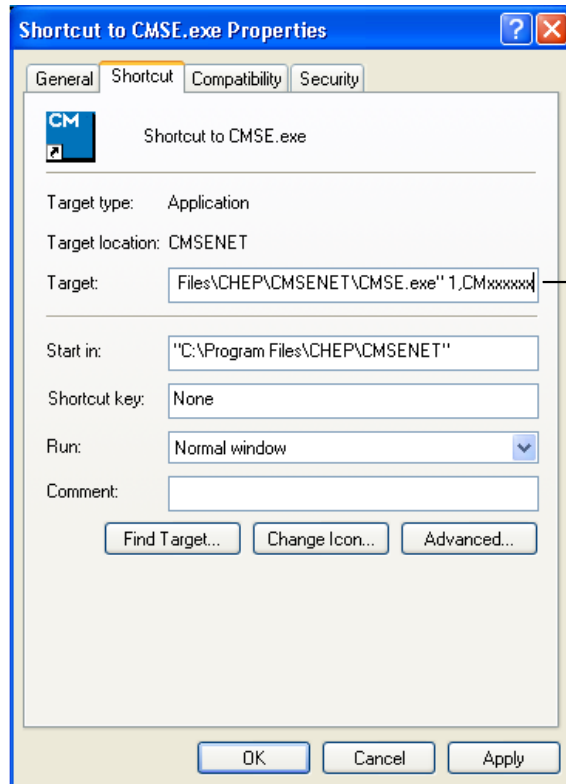 Shortcut to CMSE.exe Properties
General Shortcut Compatibility Security
CM
Shortcut to CMSE.exe
Target type: Application
Target location: CMSENET
Target: Files\CHEP\CMSENET\CMSE.exe" 1,CMxxxxxx
Start in: "C:\Program Files\CHEP\CMSENET"
Shortcut key: None
Run: Normal window
Comment:
Find Target... Change Icon... Advanced...
OK Cancel Apply